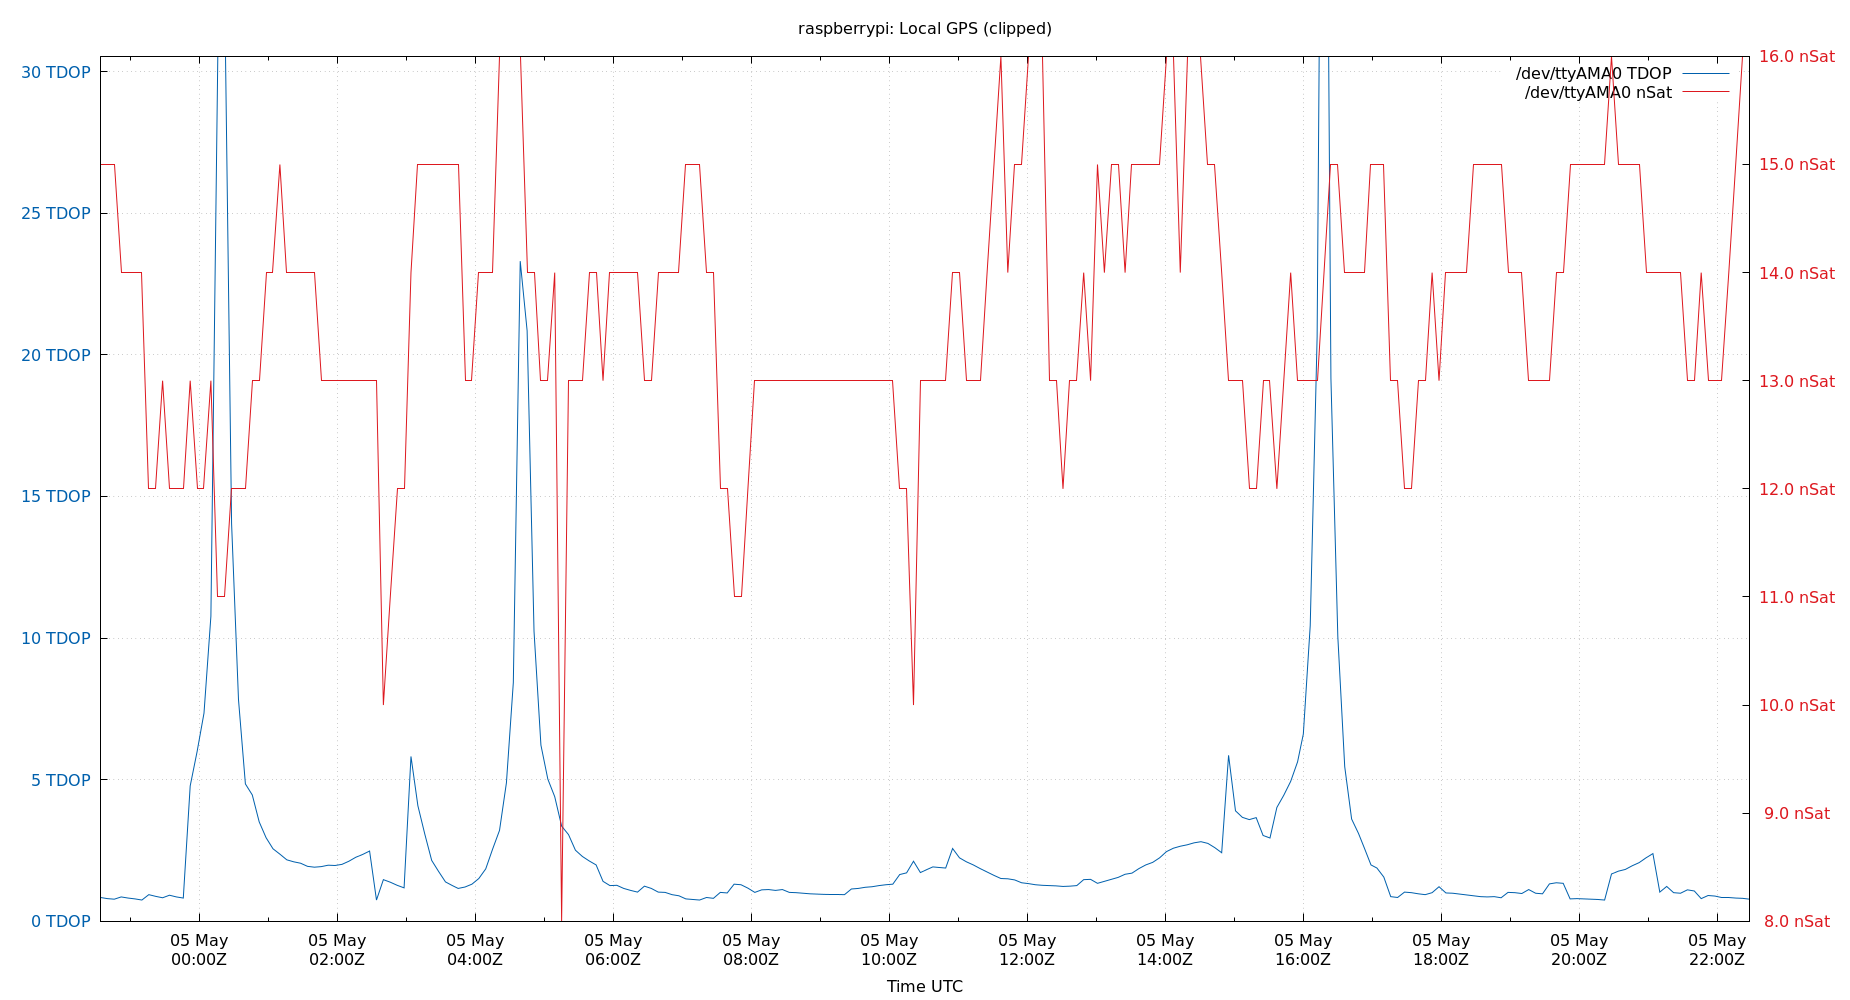 raspberrypi: Local GPS (clipped)
/dev/ttyAMA0 TDOP
/dev/ttyAMA0 nSat
30 TDOP
25 TDOP
20 TDOP
15 TDOP
10 TDOP
5 TDOP
0 TDOP
16.0 nSat
15.0 nSat
14.0 nSat
13.0 nSat
12.0 nSat
11.0 nSat
10.0 nSat
9.0 nSat
8.0 nSat
05 May 05 May 05 May 05 May 05 May 05 May 05 May 05 May 05 May 05 May 05 May 05 May
00:00Z 02:00Z 04:00Z 06:00Z 08:00Z 10:00Z 12:00Z 14:00Z 16:00Z 18:00Z 20:00Z 22:00Z
Time UTC